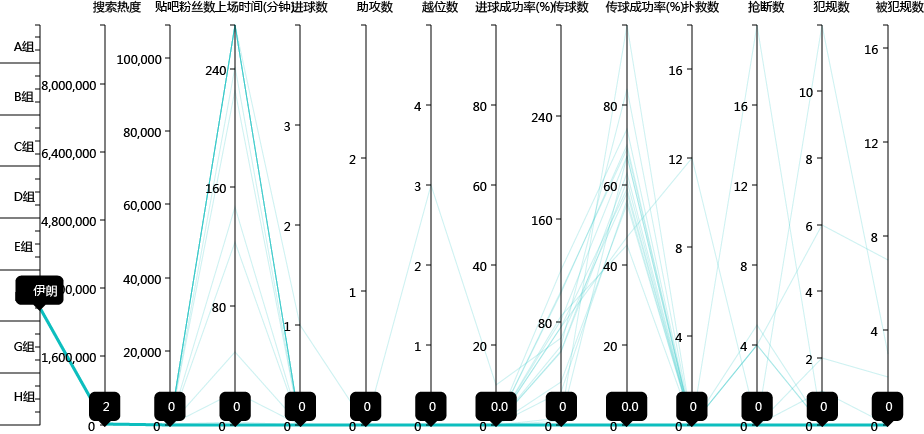 搜索热度 贴吧粉丝数 上场时间(分钟) 进球数 助攻数 越位数 进球成功率(%) 传球数 传球成功率(%) 扑救数 抢断数 犯规数 被犯规数
A组 100,000 240 16 16
8,000,000 4 80 80 10
B组 3 240 16
80,000 12
C组 6,400,000 2 12 8
D组 60,000 160 3 60 60 12
4,800,000 2 160 6
E组 8 8 8
40,000 2 40 40
伊朗 00,000 1 4
80 1 80 4 4
G组 1,600,000 20,000 1 20 20 4 2
H组
2 0 0 0 0 0 0.0 0 0.0 0 0 0 0
0 0 0 0 0 0 0 0 0 0 0 0 0